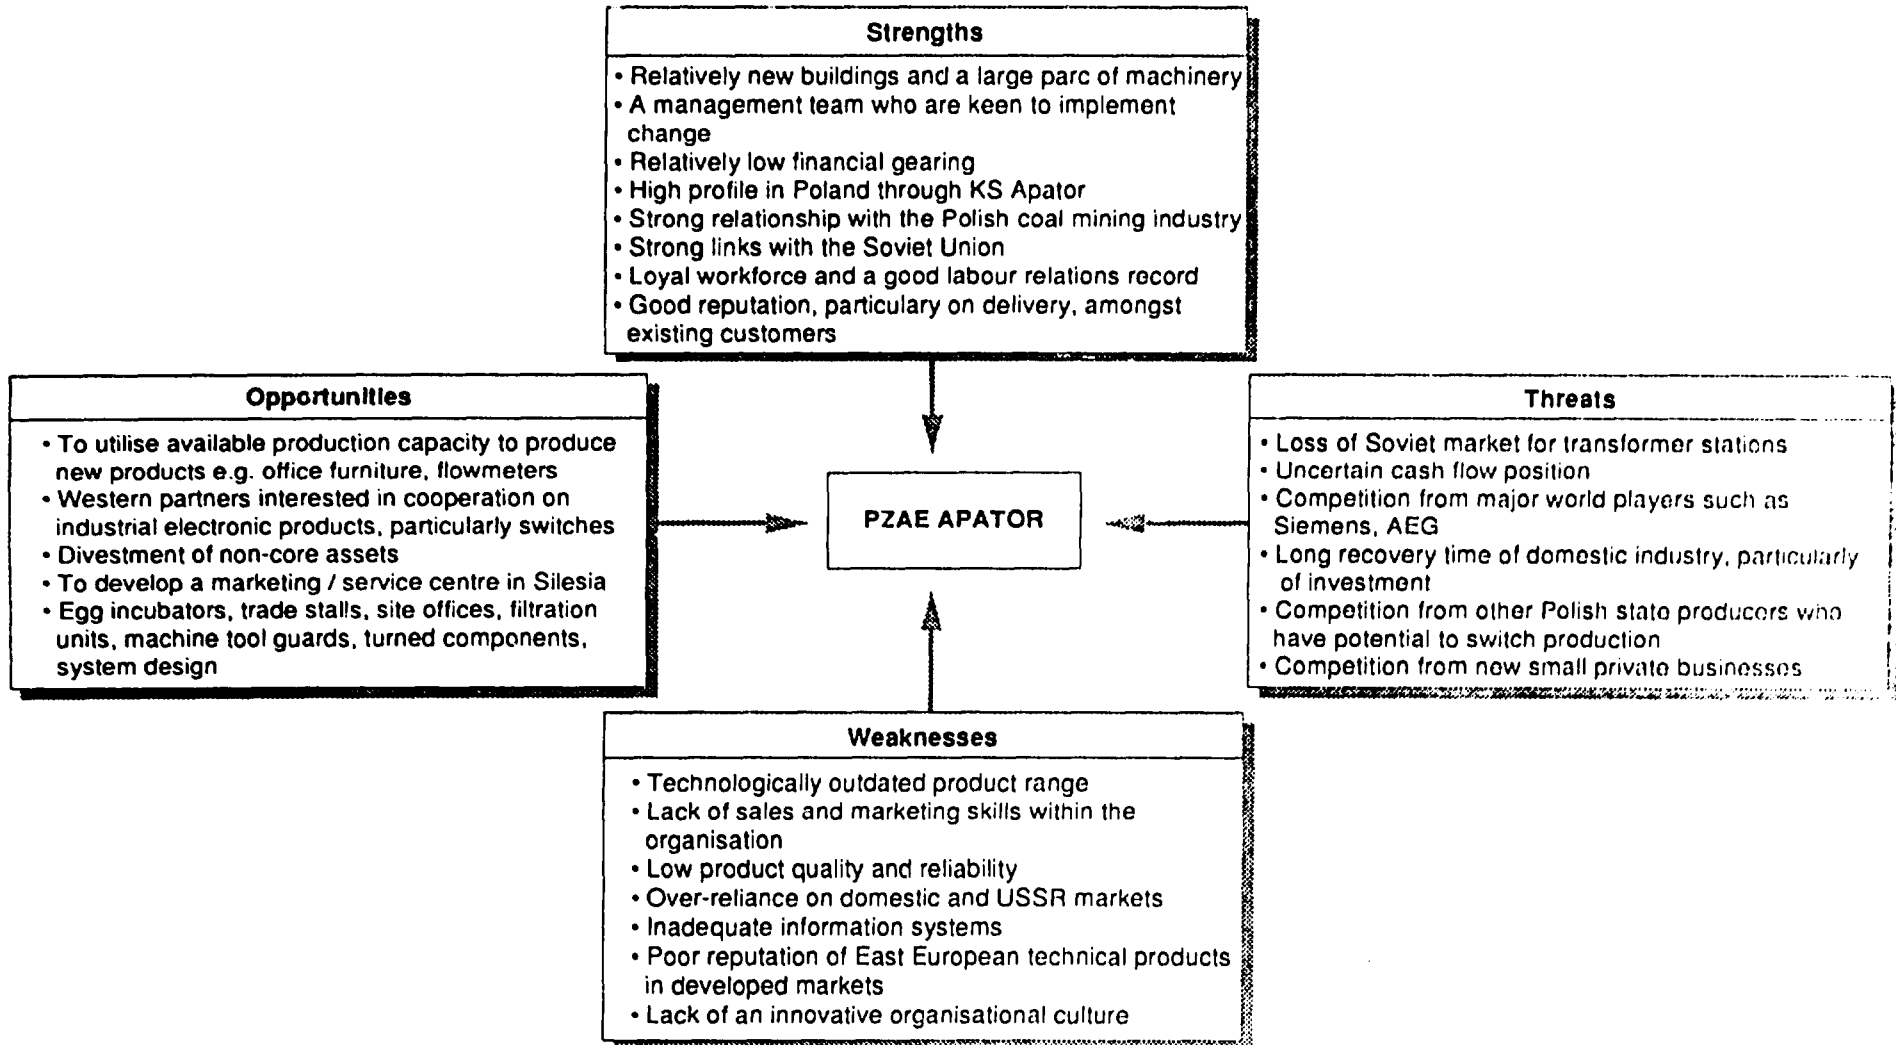 Strengths
• Relatively new buildings and a large parc of machinery
• A management team who are keen to implement
change
• Relatively low financial gearing
• High profile in Poland through KS Apator
• Strong relationship with the Polish coal mining industry
• Strong links with the Soviet Union
• Loyal workforce and a good labour relations record
• Good reputation, particulary on delivery, amongst
existing customers
Opportunities
• To utilise available production capacity to produce
new products e.g. office furniture, flowmeters
• Western partners interested in cooperation on
industrial electronic products, particularly switches
• Divestment of non-core assets
• To develop a marketing / service centre in Silesia
• Egg incubators, trade stalls, site offices, filtration
units, machine tool guards, turned components,
system design
PZAE APATOR
Threats
• Loss of Soviet market for transformer stations
• Uncertain cash flow position
• Competition from major world players such as
Siemens, AEG
• Long recovery time of domestic industry, particularly
of investment
• Competition from other Polish state producers who
have potential to switch production
• Competition from new small private businesses
Weaknesses
• Technologically outdated product range
• Lack of sales and marketing skills within the
organisation
• Low product quality and reliability
• Over-reliance on domestic and USSR markets
• Inadequate information systems
• Poor reputation of East European technical products
in developed markets
• Lack of an innovative organisational culture